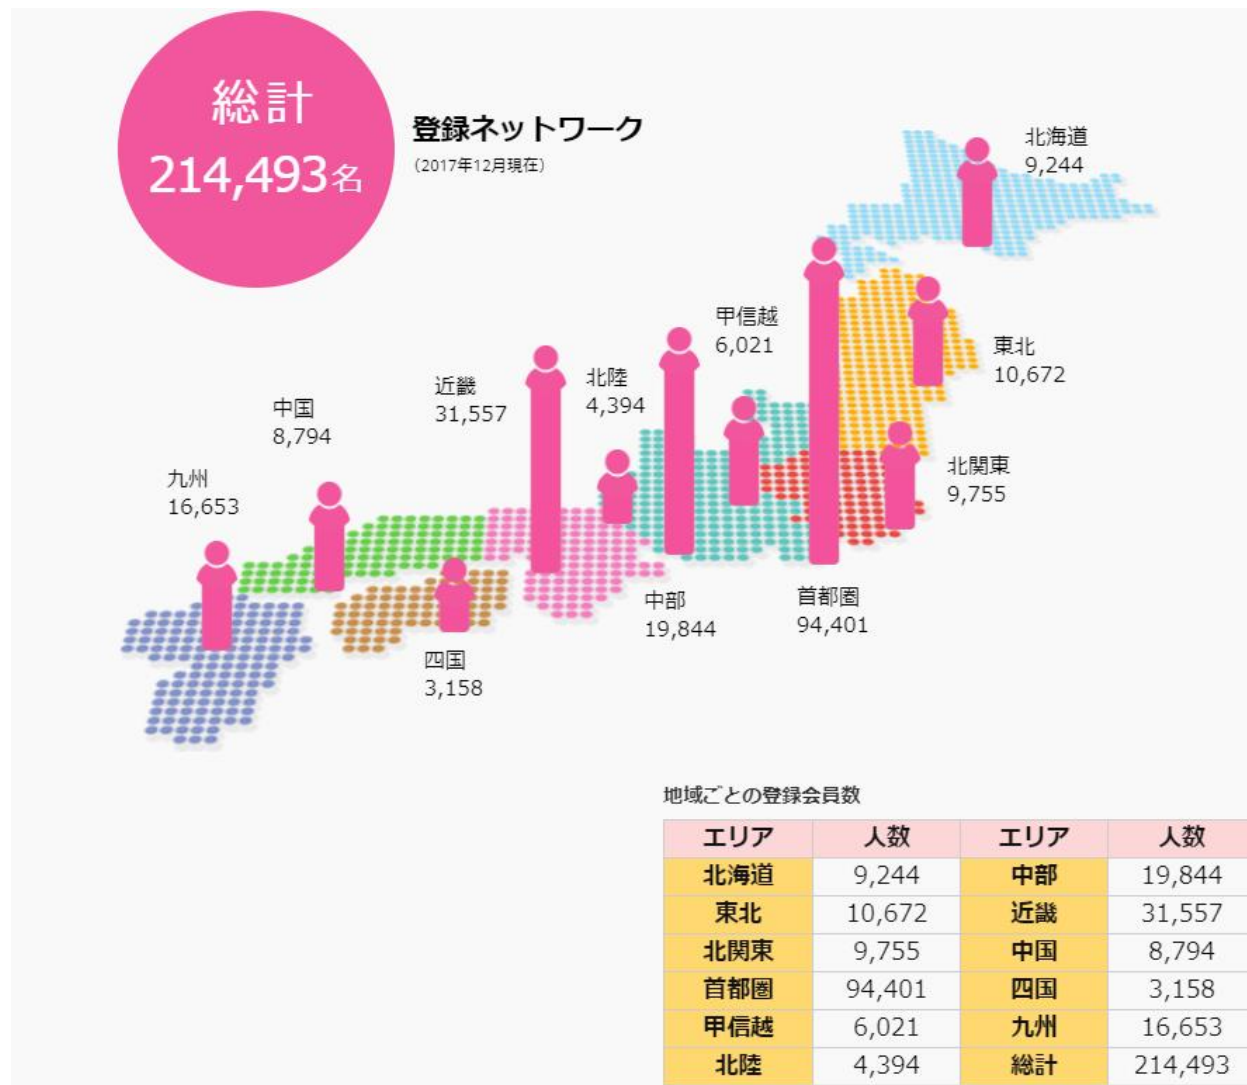 総計
214,493名
登録ネットワーク
（2017年12月現在）
北海道
9,244
甲信越
6,021
東北
10,672
近畿
31,557
北陸
4,394
中国
8,794
北関東
9,755
九州
16,653
中部
19,844
首都圏
94,401
四国
3,158
地域ごとの登録会員数
エリア 人数 エリア 人数
北海道 9,244 中部 19,844
東北 10,672 近畿 31,557
北関東 9,755 中国 8,794
首都圏 94,401 四国 3,158
甲信越 6,021 九州 16,653
北陸 4,394 総計 214,493